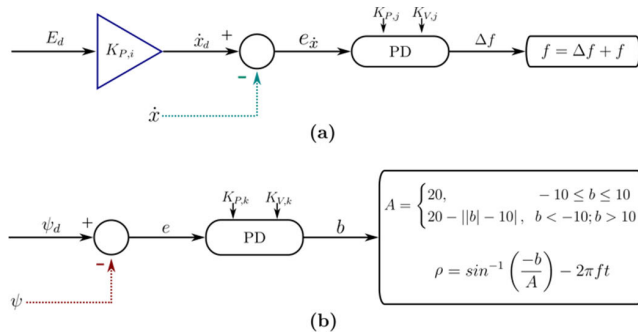 E_d
K_{P,i}
ẋ_d
+
−
e_ẋ
K_{P,j}
K_{V,j}
PD
Δf
f = Δf + f
ẋ
(a)
ψ_d
+
−
e
K_{P,k}
K_{V,k}
PD
b
A = { 20, − 10 ≤ b ≤ 10
20 − ||b| − 10| , b < −10; b > 10
ρ = sin^{−1} (−b/A) − 2πft
ψ
(b)